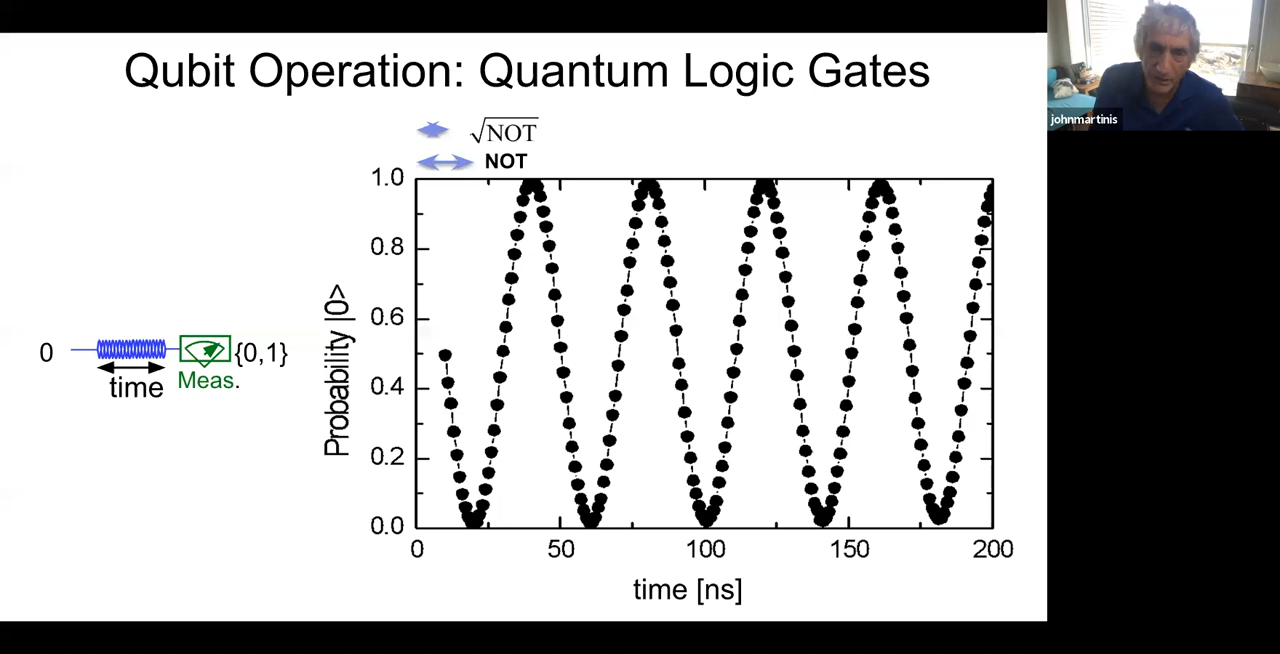 Qubit Operation: Quantum Logic Gates
johnmartinis
√NOT
NOT
1.0
0.8
0.6
0.4
0.2
0.0
Probability |0>
0
time
Meas.
{0,1}
0
50
100
150
200
time [ns]